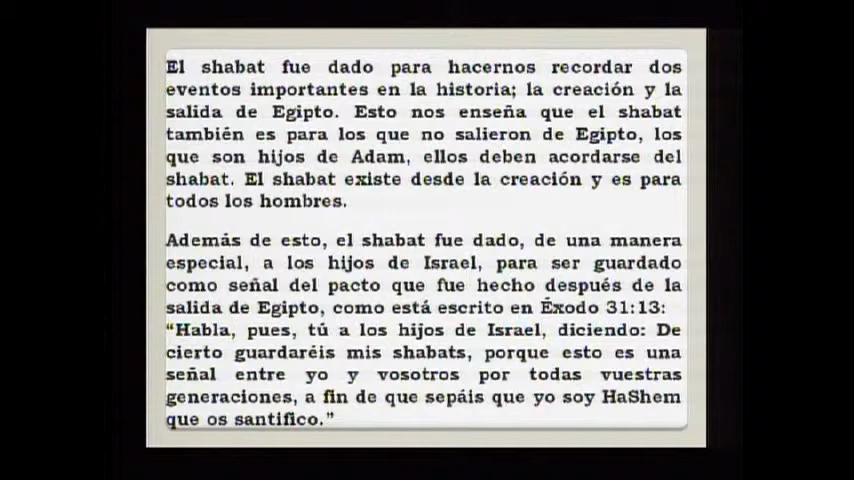 El shabat fue dado para hacernos recordar dos
eventos importantes en la historia; la creación y la
salida de Egipto. Esto nos enseña que el shabat
también es para los que no salieron de Egipto, los
que son hijos de Adam, ellos deben acordarse del
shabat. El shabat existe desde la creación y es para
todos los hombres.
Además de esto, el shabat fue dado, de una manera
especial, a los hijos de Israel, para ser guardado
como señal del pacto que fue hecho después de la
salida de Egipto, como está escrito en Éxodo 31:13:
“Habla, pues, tú a los hijos de Israel, diciendo: De
cierto guardaréis mis shabats, porque esto es una
señal entre yo y vosotros por todas vuestras
generaciones, a fin de que sepáis que yo soy HaShem
que os santifico.”